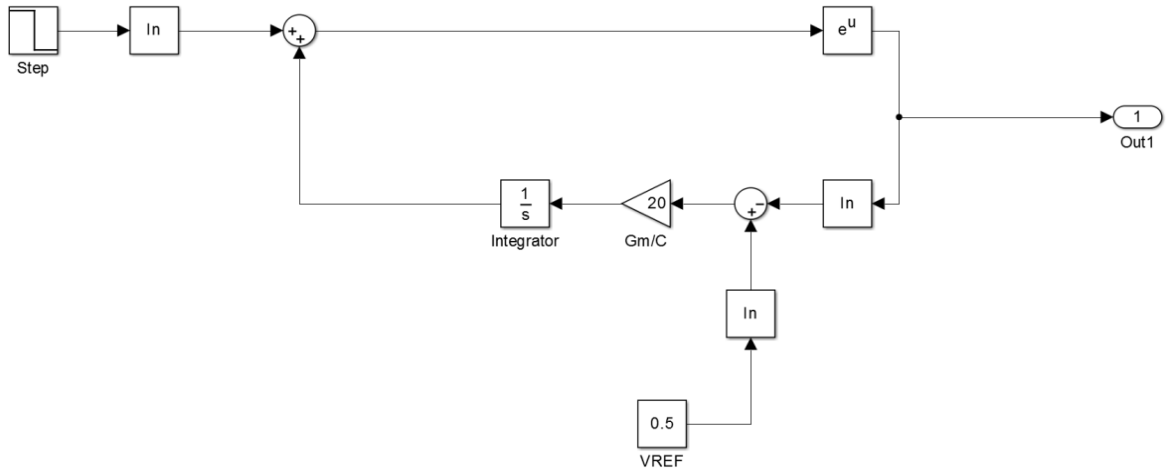 Step
ln
++
e^u
1
Out1
1
s
Integrator
20
Gm/C
+−
ln
ln
0.5
VREF